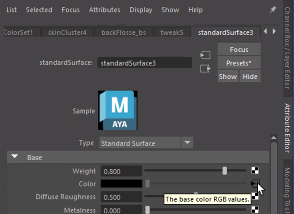 List Selected Focus Attributes Display Show Help
ColorSet1 skinCluster4 backFlosse_bs tweak5 standardSurface3
standardSurface: standardSurface3
Focus
Presets*
Show Hide
Sample
M
AYA
Type Standard Surface
Base
Weight 0.800
Color
Diffuse Roughness 0.500
The base color RGB values.
Metalness 0.000
Channel Box / Layer Editor
Attribute Editor
Modeling Tool